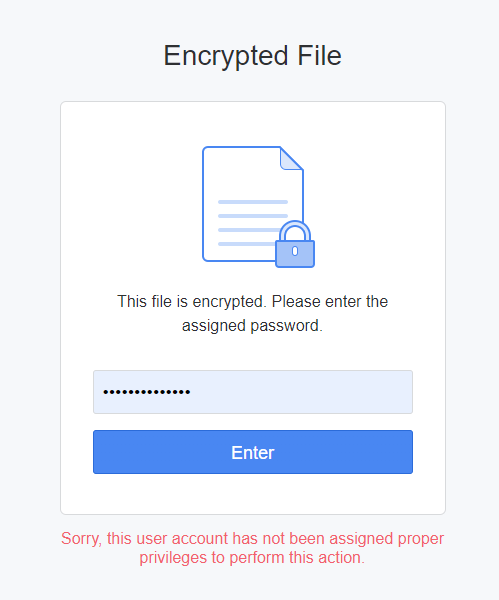 Encrypted File
This file is encrypted. Please enter the
assigned password.
••••••••••••••
Enter
Sorry, this user account has not been assigned proper
privileges to perform this action.